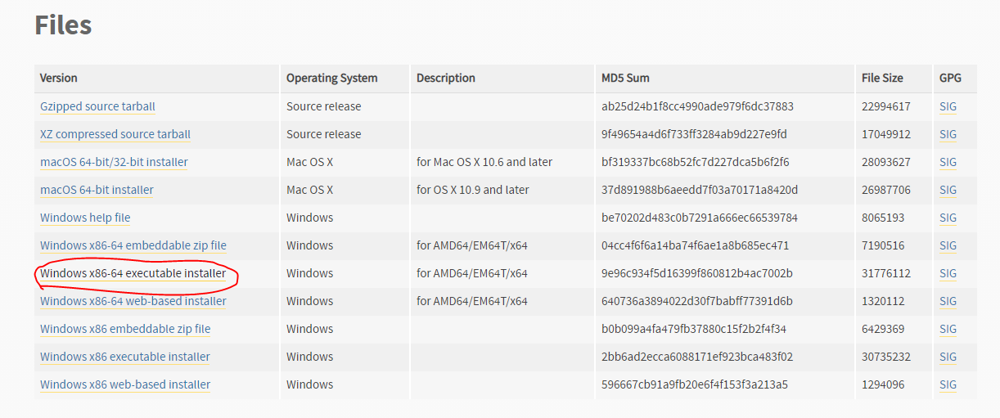 Files
Version Operating System Description MD5 Sum File Size GPG
Gzipped source tarball Source release ab25d24b1f8cc4990ade979f6dc37883 22994617 SIG
XZ compressed source tarball Source release 9f49654a4d6f733ff3284ab9d227e9fd 17049912 SIG
macOS 64-bit/32-bit installer Mac OS X for Mac OS X 10.6 and later bf319337bc68b52fc7d227dca5b6f2f6 28093627 SIG
macOS 64-bit installer Mac OS X for OS X 10.9 and later 37d891988b6aeedd7f03a70171a8420d 26987706 SIG
Windows help file Windows be70202d483c0b7291a666ec66539784 8065193 SIG
Windows x86-64 embeddable zip file Windows for AMD64/EM64T/x64 04cc4f6f6a14ba74f6ae1a8b685ec471 7190516 SIG
Windows x86-64 executable installer Windows for AMD64/EM64T/x64 9e96c934f5d16399f860812b4ac7002b 31776112 SIG
Windows x86-64 web-based installer Windows for AMD64/EM64T/x64 640736a3894022d30f7babff77391d6b 1320112 SIG
Windows x86 embeddable zip file Windows b0b099a4fa479fb37880c15f2b2f4f34 6429369 SIG
Windows x86 executable installer Windows 2bb6ad2ecca6088171ef923bca483f02 30735232 SIG
Windows x86 web-based installer Windows 596667cb91a9fb20e6f4f153f3a213a5 1294096 SIG